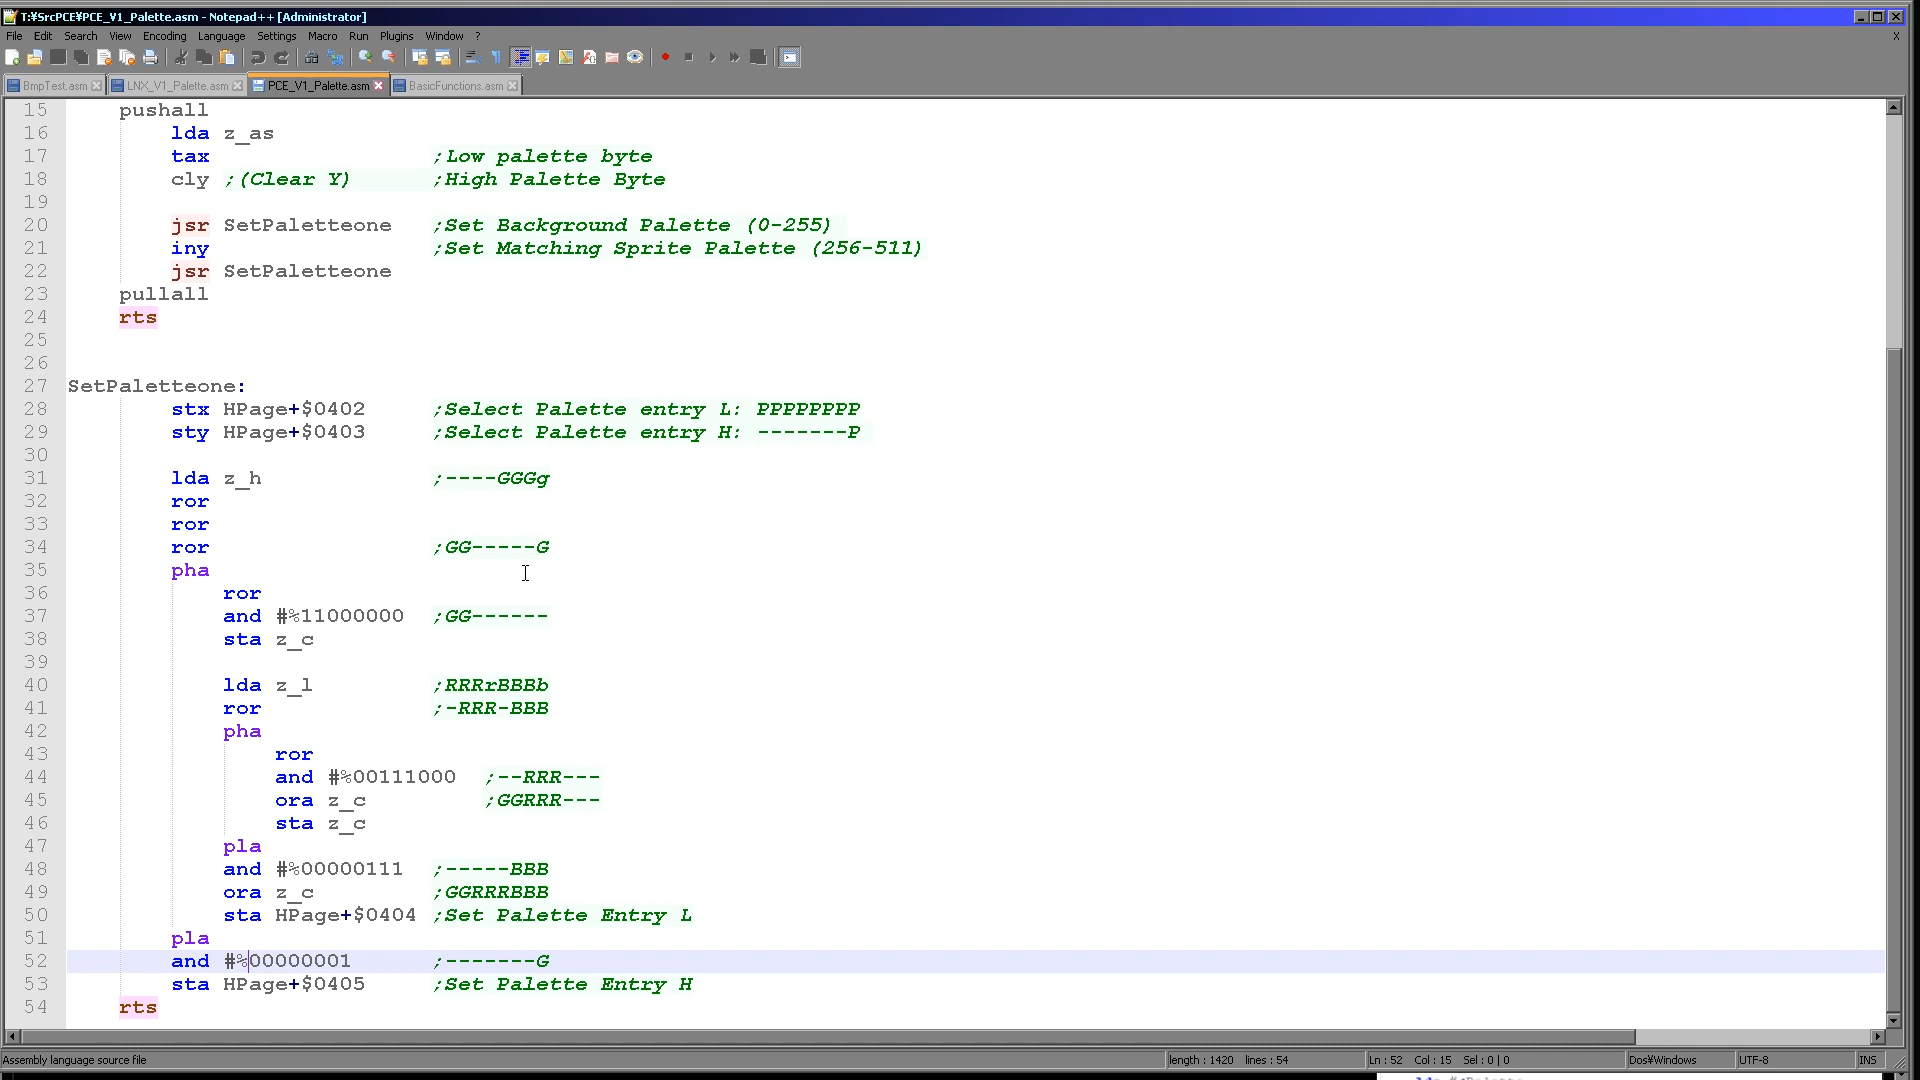 T:¥SrcPCE¥PCE_V1_Palette.asm - Notepad++ [Administrator]
File Edit Search View Encoding Language Settings Macro Run Plugins Window ? X
BmpTest.asm LNX_V1_Palette.asm PCE_V1_Palette.asm BasicFunctions.asm
15 pushall
16 lda z_as
17 tax ;Low palette byte
18 cly ;(Clear Y) ;High Palette Byte
19
20 jsr SetPaletteone ;Set Background Palette (0-255)
21 iny ;Set Matching Sprite Palette (256-511)
22 jsr SetPaletteone
23 pullall
24 rts
25
26
27 SetPaletteone:
28 stx HPage+$0402 ;Select Palette entry L: PPPPPPPP
29 sty HPage+$0403 ;Select Palette entry H: -------P
30
31 lda z_h ;----GGGg
32 ror
33 ror
34 ror ;GG-----G
35 pha
36 ror
37 and #%11000000 ;GG------
38 sta z_c
39
40 lda z_l ;RRRrBBBb
41 ror ;-RRR-BBB
42 pha
43 ror
44 and #%00111000 ;--RRR---
45 ora z_c ;GGRRR---
46 sta z_c
47 pla
48 and #%00000111 ;-----BBB
49 ora z_c ;GGRRRBBB
50 sta HPage+$0404 ;Set Palette Entry L
51 pla
52 and #%00000001 ;-------G
53 sta HPage+$0405 ;Set Palette Entry H
54 rts
Assembly language source file length : 1420 lines : 54 Ln : 52 Col : 15 Sel : 0 | 0 Dos¥Windows UTF-8 INS